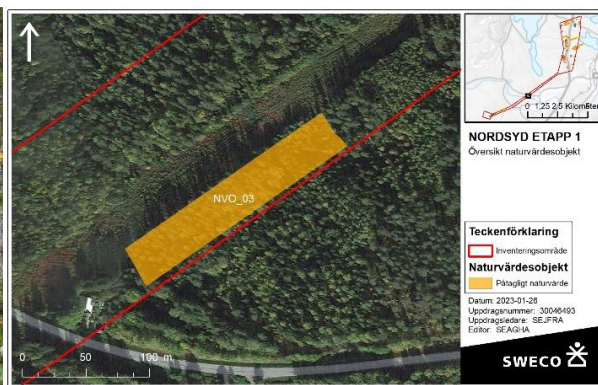 NVO_03
0 50 100 m
0 1,25 2,5 Kilometer
NORDSYD ETAPP 1
Översikt naturvärdesobjekt
Teckenförklaring
Inventeringsområde
Naturvärdesobjekt
Påtagligt naturvärde
Datum: 2023-01-26
Uppdragsnummer: 30046493
Uppdragsledare: SEJFRA
Editor: SEAGHA
SWECO